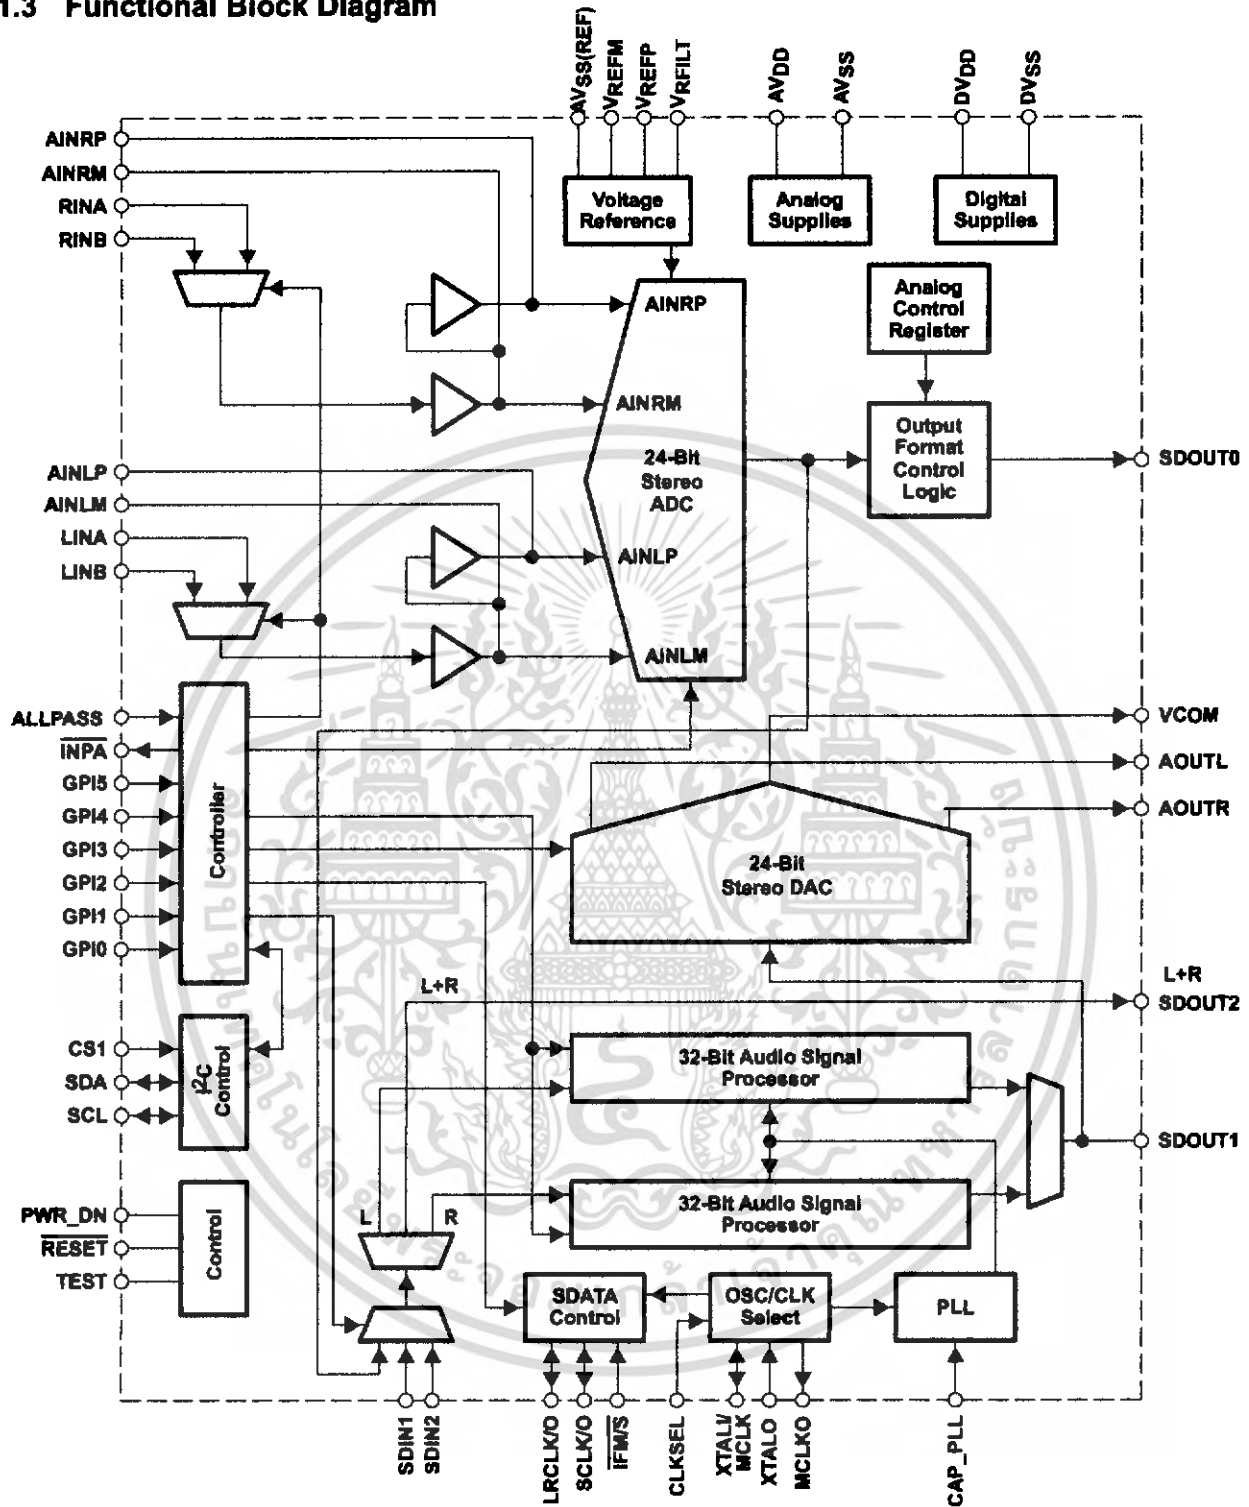 1.3 Functional Block Diagram
AVSS(REF)
VREFM
VREFP
VRFILT
AVDD
AVSS
DVDD
DVSS
AINRP
AINRM
RINA
RINB
Voltage
Reference
Analog
Supplies
Digital
Supplies
AINRP
Analog
Control
Register
AINRM
Output
Format
Control
Logic
24-Bit
Stereo
ADC
SDOUT0
AINLP
AINLM
LINA
LINB
AINLP
AINLM
ALLPASS
INPA
GPI5
GPI4
GPI3
GPI2
GPI1
GPI0
Controller
VCOM
AOUTL
AOUTR
24-Bit
Stereo DAC
L+R
L+R
SDOUT2
CS1
SDA
SCL
I2C
Control
32-Bit Audio Signal
Processor
SDOUT1
32-Bit Audio Signal
Processor
PWR_DN
RESET
TEST
Control
L
R
SDATA
Control
OSC/CLK
Select
PLL
SDIN1
SDIN2
LRCLK/O
SCLK/O
IFM/S
CLKSEL
XTALI/
MCLK
XTALO
MCLKO
CAP_PLL